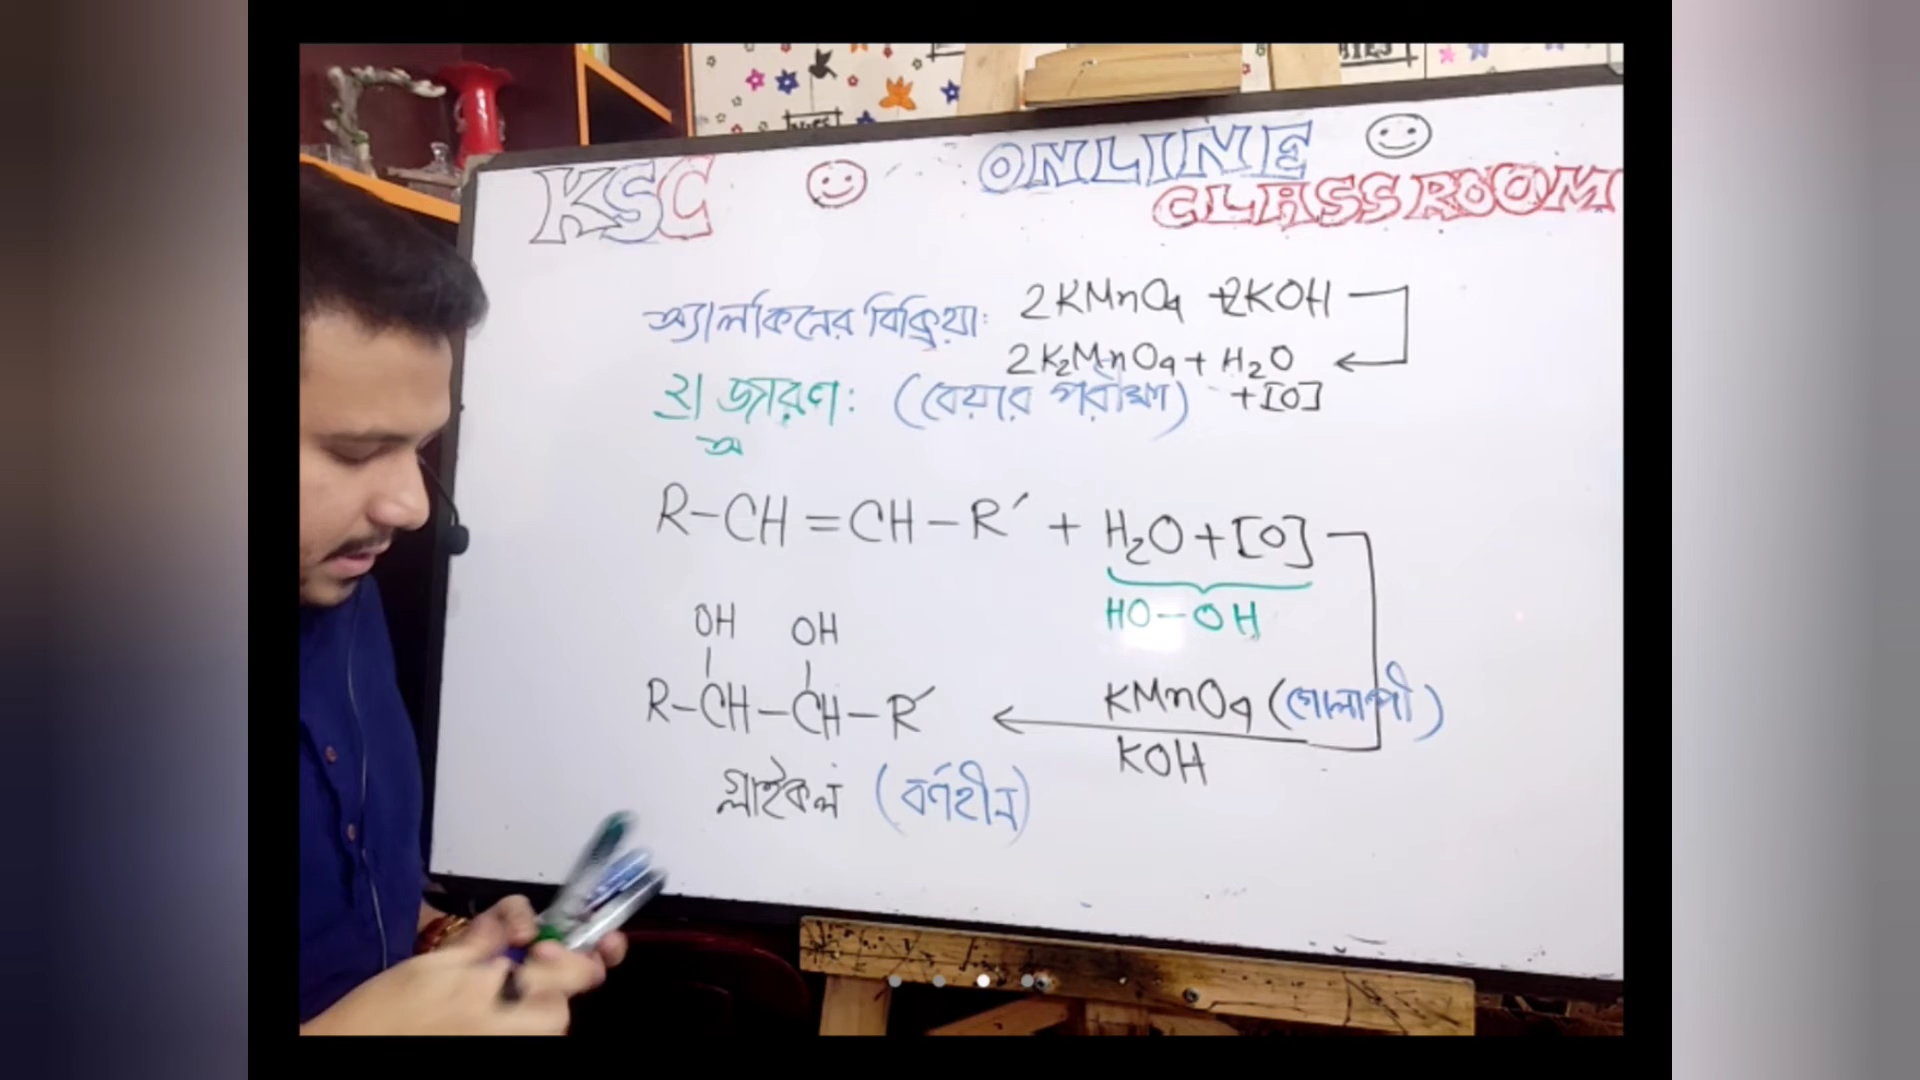 KSC
ONLINE
CLASSROOM
অ্যালকিনের বিক্রিয়া: 2KMnO4 + 2KOH
2K2MnO4 + H2O
২। জারণ: (বেয়ার পরীক্ষা) + [O]
অ
R-CH=CH-R′ + H2O+[O]
HO-OH
OH OH
R-CH-CH-R′
KMnO4 (গোলাপী)
KOH
গ্লাইকল (বর্ণহীন)